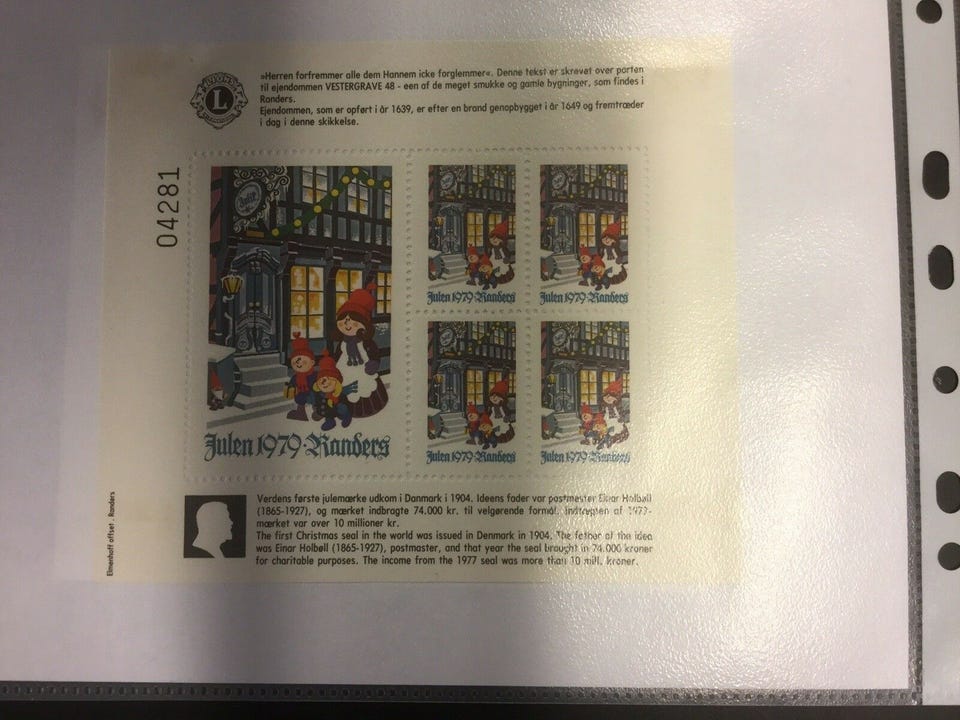 »Herren forfremmer alle dem Hannem icke forglemmer«. Denne tekst er skrevet over porten
til ejendommen VESTERGRAVE 48 - een af de meget smukke og gamle bygninger, som findes i
Randers.
Ejendommen, som er opført i år 1639, er efter en brand genopbygget i år 1649 og fremtræder
i dag i denne skikkelse.
LIONS
L
04281
Julen 1979·Randers
Julen 1979·Randers
Julen 1979·Randers
Julen 1979·Randers
Julen 1979·Randers
Elmenhoff offset . Randers
Verdens første julemærke udkom i Danmark i 1904. Ideens fader var postmester Einar Holbøll
(1865-1927), og mærket indbragte 74.000 kr. til velgørende formål. Indtægten af 1977-
mærket var over 10 millioner kr.
The first Christmas seal in the world was issued in Denmark in 1904. The father of the idea
was Einar Holbøll (1865-1927), postmaster, and that year the seal brought in 74.000 kroner
for charitable purposes. The income from the 1977 seal was more than 10 mill. kroner.